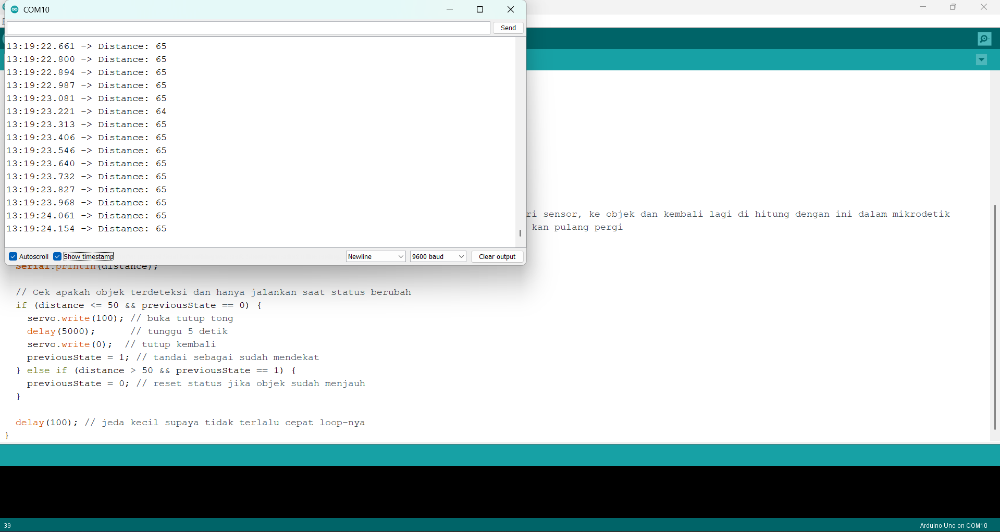 COM10
Send
13:19:22.661 -> Distance: 65
13:19:22.800 -> Distance: 65
13:19:22.894 -> Distance: 65
13:19:22.987 -> Distance: 65
13:19:23.081 -> Distance: 65
13:19:23.221 -> Distance: 64
13:19:23.313 -> Distance: 65
13:19:23.406 -> Distance: 65
13:19:23.546 -> Distance: 65
13:19:23.640 -> Distance: 65
13:19:23.732 -> Distance: 65
13:19:23.827 -> Distance: 65
13:19:23.968 -> Distance: 65
13:19:24.061 -> Distance: 65
13:19:24.154 -> Distance: 65
Autoscroll Show timestamp Newline 9600 baud Clear output
ri sensor, ke objek dan kembali lagi di hitung dengan ini dalam mikrodetik
kan pulang pergi
Serial.println(distance);
// Cek apakah objek terdeteksi dan hanya jalankan saat status berubah
if (distance <= 50 && previousState == 0) {
servo.write(100); // buka tutup tong
delay(5000); // tunggu 5 detik
servo.write(0); // tutup kembali
previousState = 1; // tandai sebagai sudah mendekat
} else if (distance > 50 && previousState == 1) {
previousState = 0; // reset status jika objek sudah menjauh
}
delay(100); // jeda kecil supaya tidak terlalu cepat loop-nya
}
39
Arduino Uno on COM10